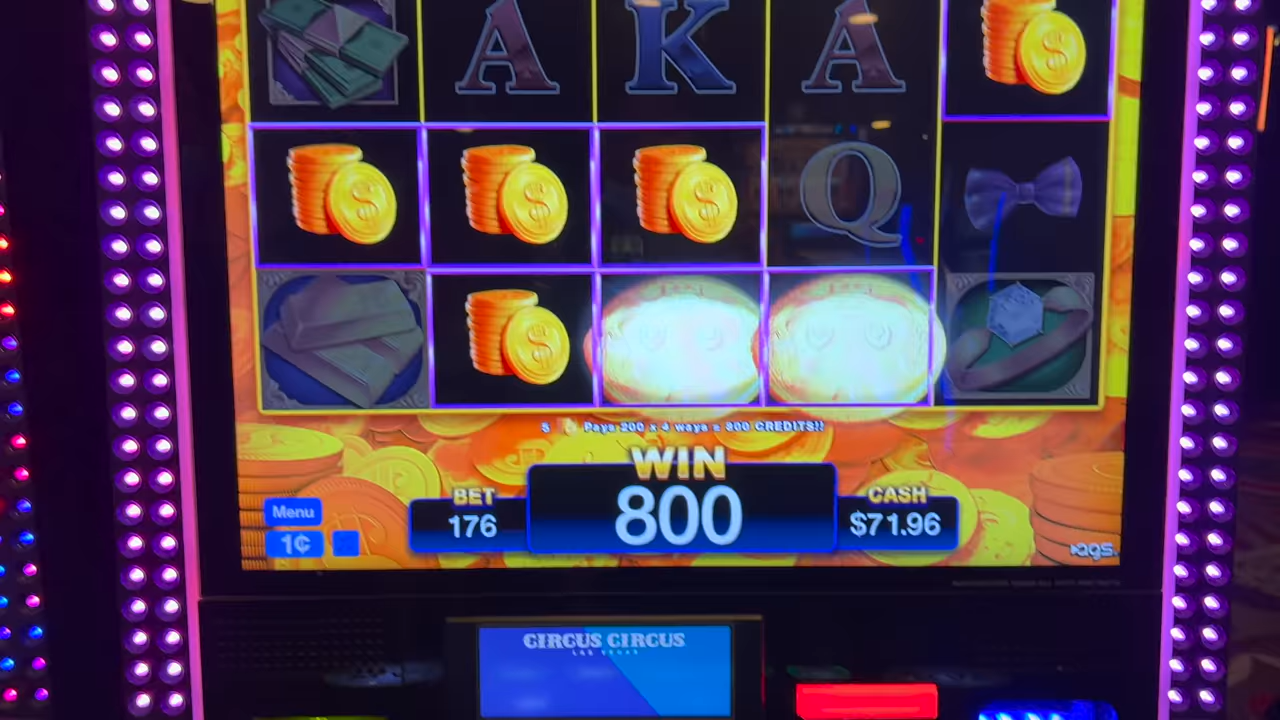 A K A
$
$ $ $ Q
$
5 Pays 200 x 4 ways = 800 CREDITS!!
WIN
800
BET
176
CASH
$71.96
Menu
1¢
AGS
CIRCUS CIRCUS
LAS VEGAS